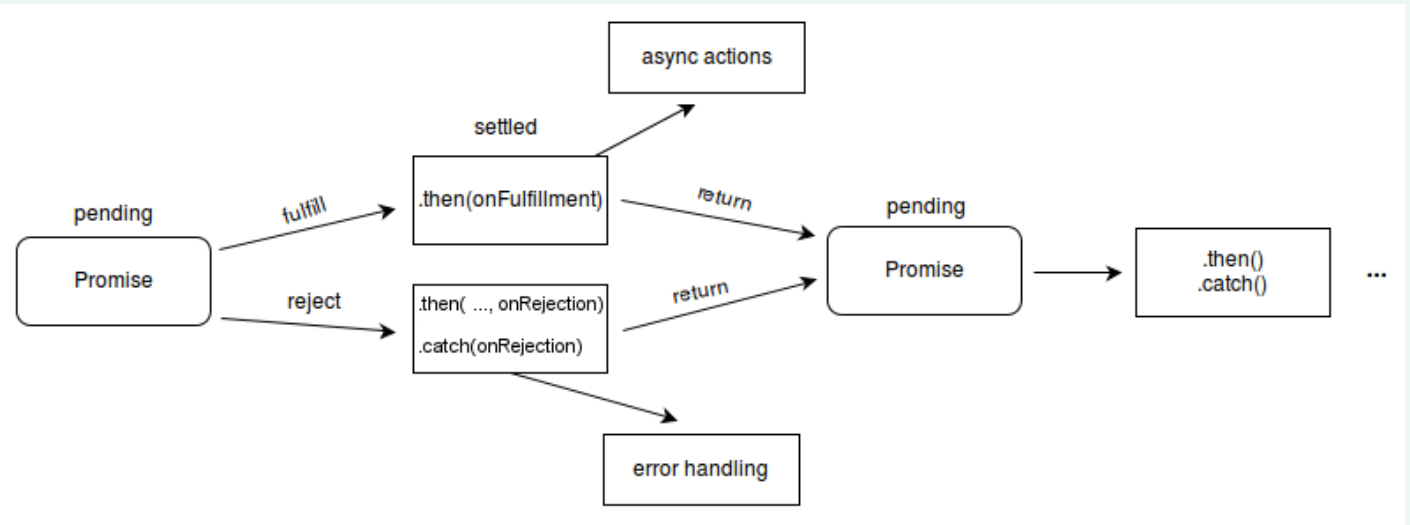 async actions
settled
.then(onFulfillment)
return
pending
fulfill
pending
Promise
Promise
.then()
.catch()
...
reject
.then( ..., onRejection)
.catch(onRejection)
return
error handling